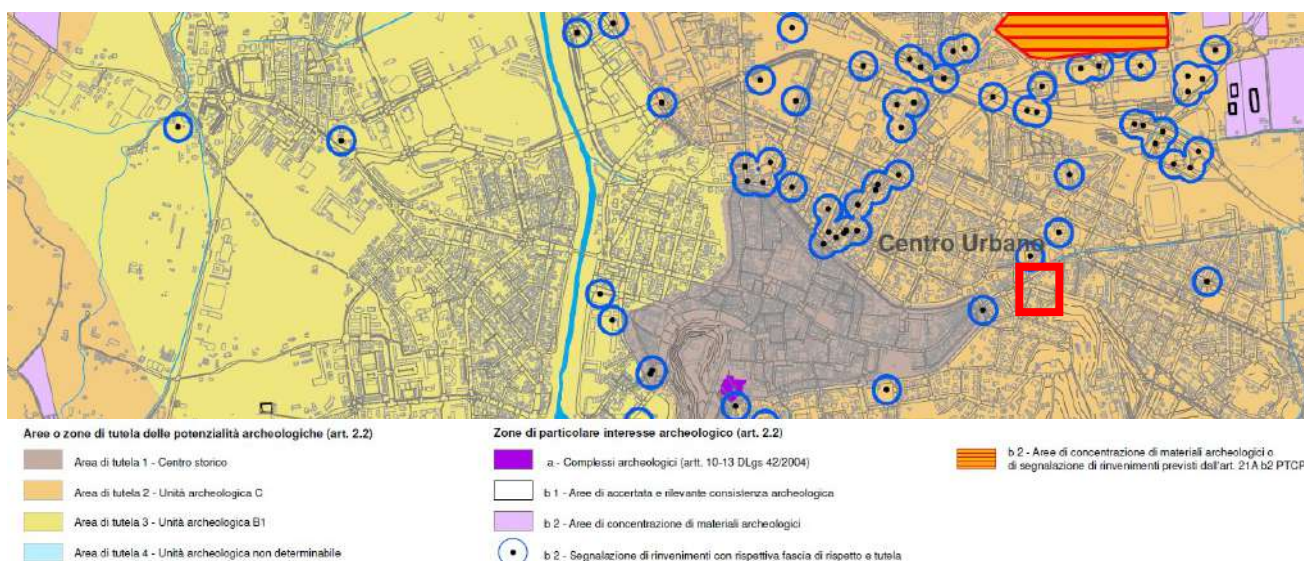 Centro Urbano
Aree o zone di tutela delle potenzialità archeologiche (art. 2.2)
Area di tutela 1 - Centro storico
Area di tutela 2 - Unità archeologica C
Area di tutela 3 - Unità archeologica B1
Area di tutela 4 - Unità archeologica non determinabile
Zone di particolare interesse archeologico (art. 2.2)
a - Complessi archeologici (artt. 10-13 DLgs 42/2004)
b 1 - Aree di accertata e rilevante consistenza archeologica
b 2 - Aree di concentrazione di materiali archeologici
b 2 - Segnalazione di rinvenimenti con rispettiva fascia di rispetto e tutela
b 2 - Aree di concentrazione di materiali archeologici o
di segnalazione di rinvenimenti previsti dall'art. 21A b2 PTCP